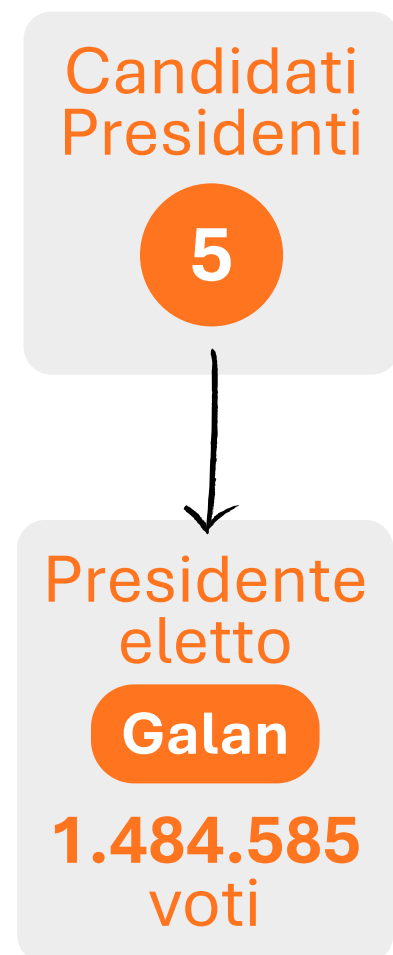 Candidati
Presidenti
5
Presidente
eletto
Galan
1.484.585
voti